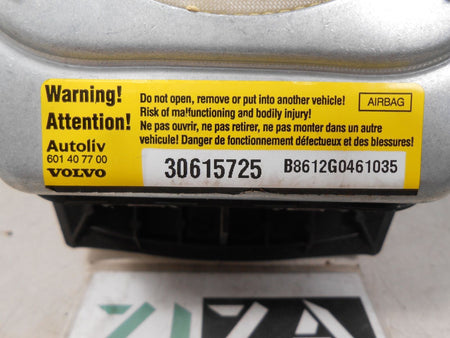 Warning!
Attention!
Autoliv
601 40 77 00
VOLVO
Do not open, remove or put into another vehicle!
Risk of malfunctioning and bodily injury!
Ne pas ouvrir, ne pas retirer, ne pas monter dans un autre
vehicule! Danger de fonctionnement défectueux et des blessures!
AIRBAG
30615725 B8612G0461035